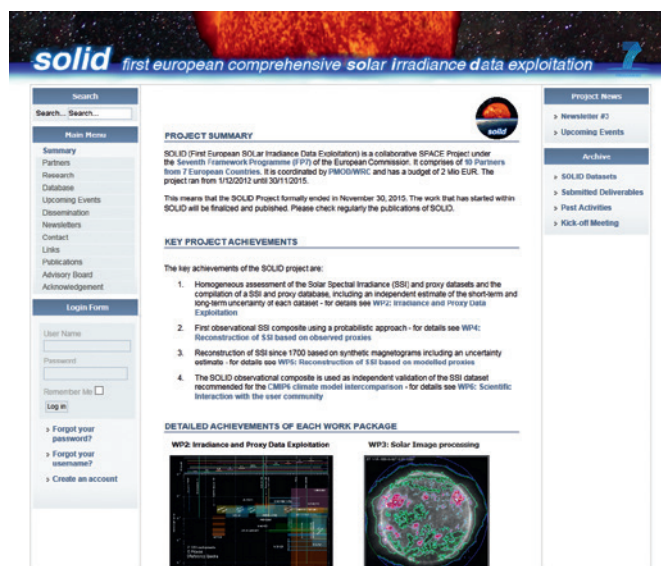 solid first european comprehensive solar irradiance data exploitation 7
Search
Search... Search...
Main Menu
Summary
Partners
Research
Database
Upcoming Events
Dissemination
Newsletters
Contact
Links
Publications
Advisory Board
Acknowledgement
Login Form
User Name
Password
Remember Me
Log in
› Forgot your
password?
› Forgot your
username?
› Create an account
solid
PROJECT SUMMARY
SOLID (First European SOLar Irradiance Data Exploitation) is a collaborative SPACE Project under
the Seventh Framework Programme (FP7) of the European Commission. It comprises of 10 Partners
from 7 European Countries. It is coordinated by PMOD/WRC and has a budget of 2 Mio EUR. The
project ran from 1/12/2012 until 30/11/2015.
This means that the SOLID Project formally ended in November 30, 2015. The work that has started within
SOLID will be finalized and published. Please check regularly the publications of SOLID.
KEY PROJECT ACHIEVEMENTS
The key achievements of the SOLID project are:
1. Homogeneous assessment of the Solar Spectral Irradiance (SSI) and proxy datasets and the
compilation of a SSI and proxy database, including an independent estimate of the short-term and
long-term uncertainty of each dataset - for details see WP2: Irradiance and Proxy Data
Exploitation
2. First observational SSI composite using a probabilistic approach - for details see WP4:
Reconstruction of SSI based on observed proxies
3. Reconstruction of SSI since 1700 based on synthetic magnetograms including an uncertainty
estimate - for details see WP5: Reconstruction of SSI based on modelled proxies
4. The SOLID observational composite is used as independent validation of the SSI dataset
recommended for the CMIP6 climate model intercomparison - for details see WP6: Scientific
Interaction with the user community
DETAILED ACHIEVEMENTS OF EACH WORK PACKAGE
WP2: Irradiance and Proxy Data Exploitation
WP3: Solar Image processing
Project News
› Newsletter #3
› Upcoming Events
Archive
› SOLID Datasets
› Submitted Deliverables
› Past Activities
› Kick-off Meeting